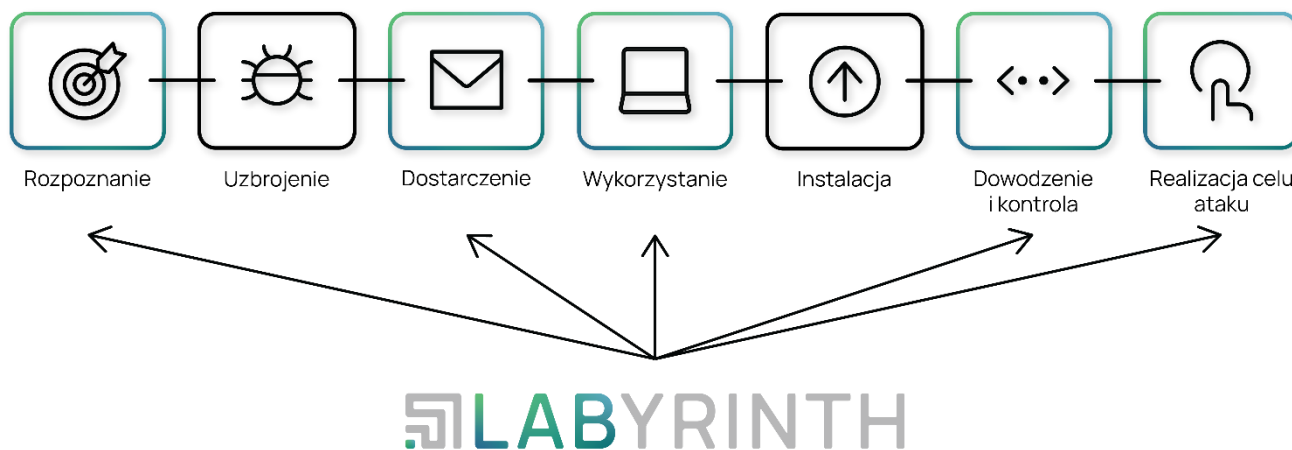 Rozpoznanie
Uzbrojenie
Dostarczenie
Wykorzystanie
Instalacja
Dowodzenie
i kontrola
Realizacja celu
ataku
LABYRINTH